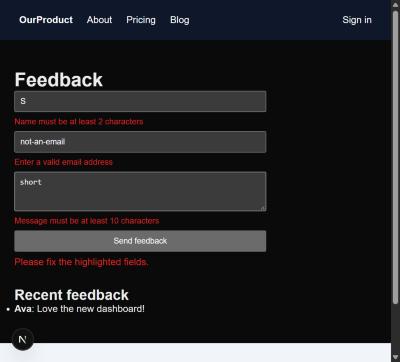 OurProduct About Pricing Blog Sign in
Feedback
S
Name must be at least 2 characters
not-an-email
Enter a valid email address
short
Message must be at least 10 characters
Send feedback
Please fix the highlighted fields.
Recent feedback
Ava: Love the new dashboard!
N